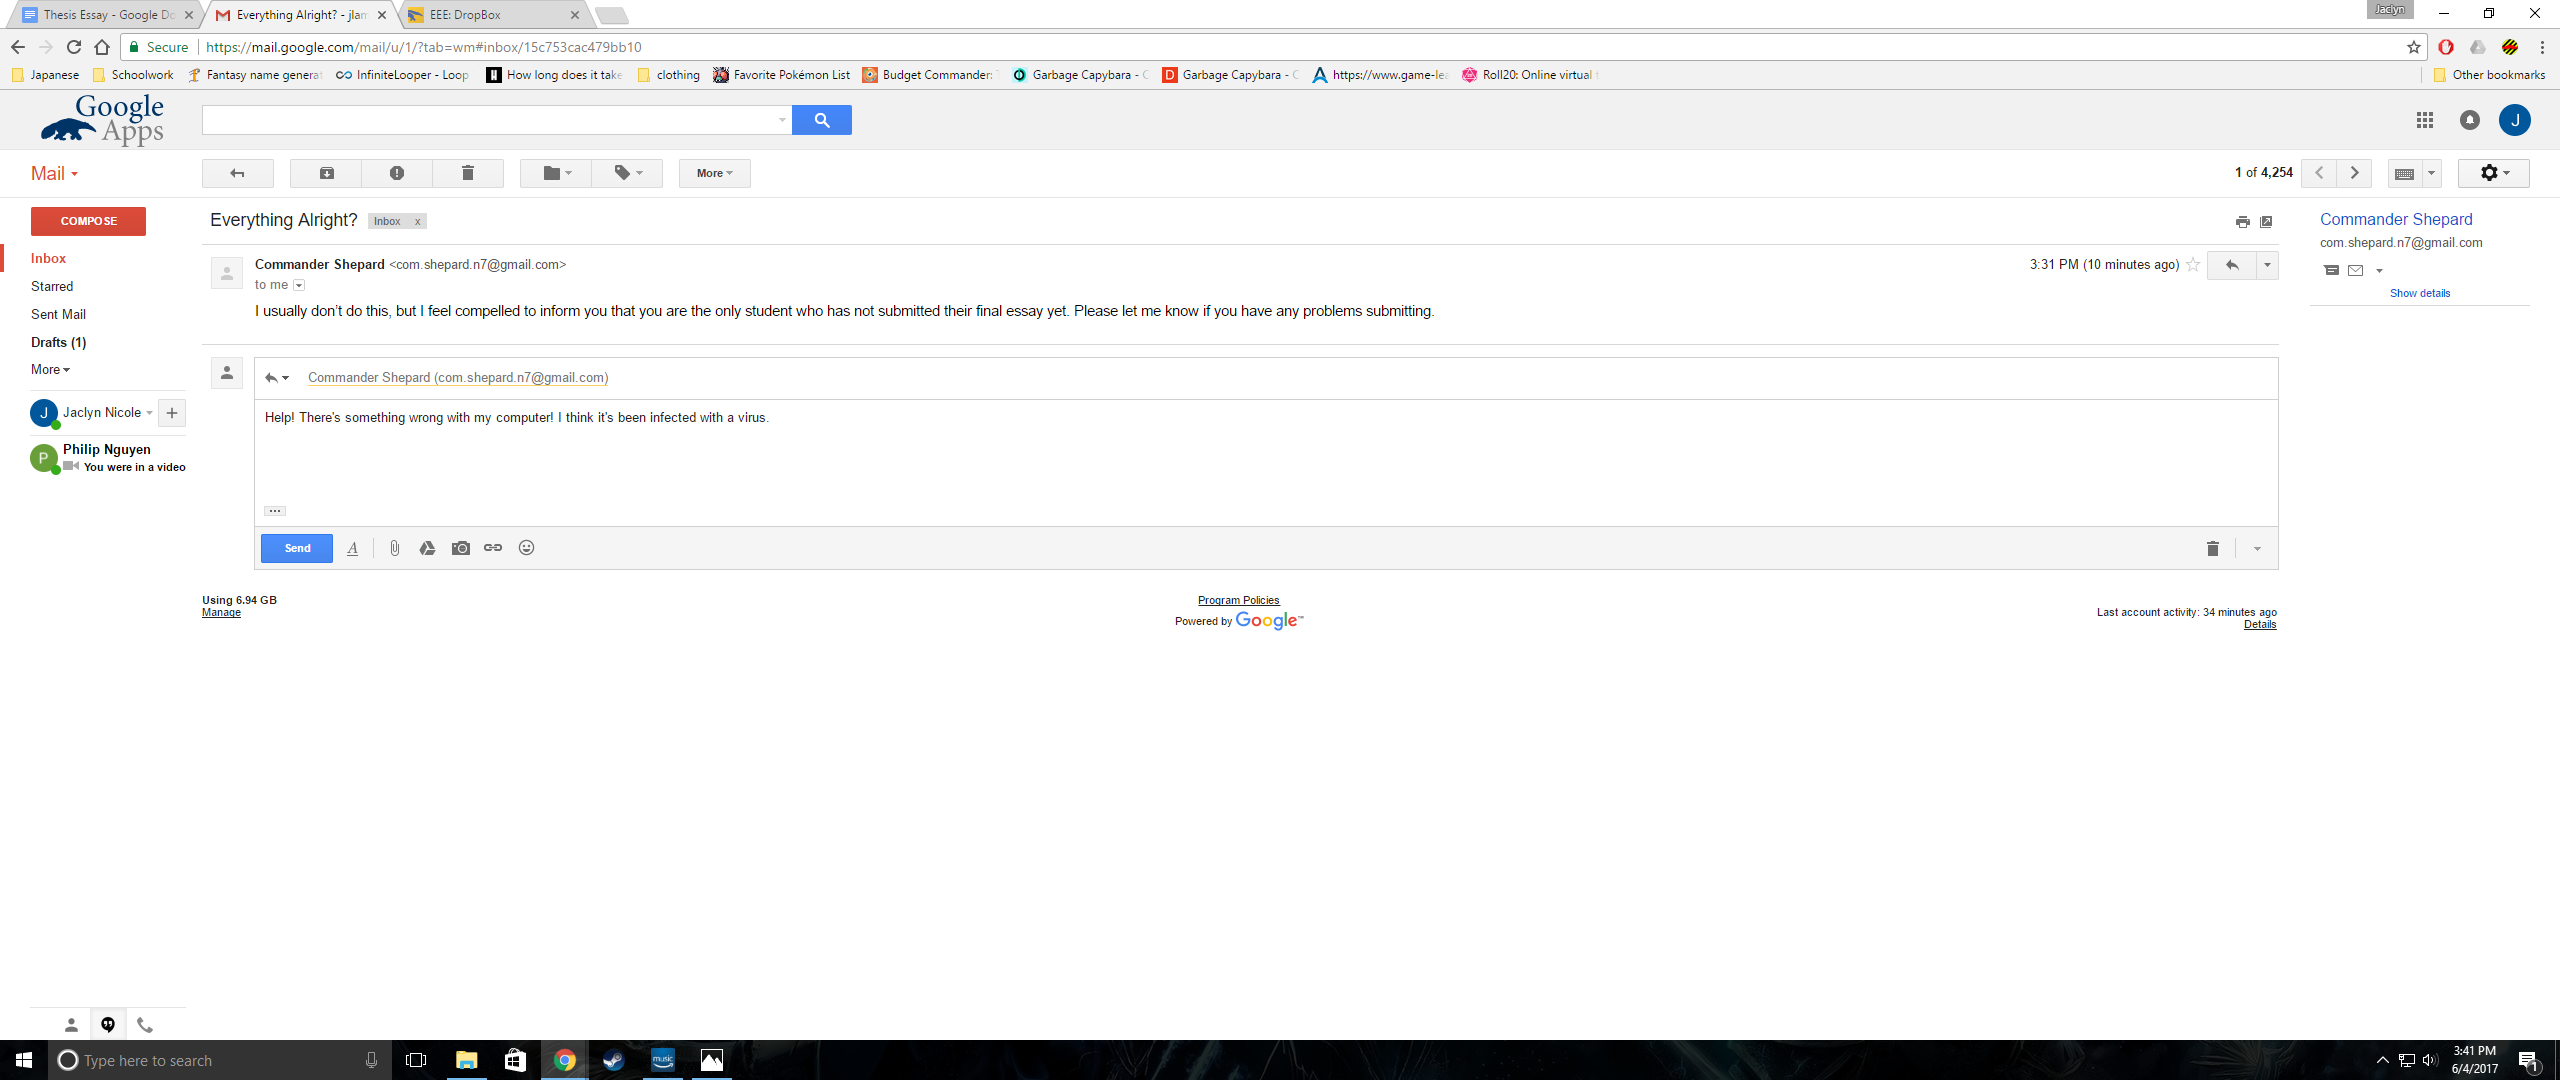 Thesis Essay - Google Do
Everything Alright? - jlam
EEE: DropBox
Jaclyn
Secure
https://mail.google.com/mail/u/1/?tab=wm#inbox/15c753cac479bb10
Japanese
Schoolwork
Fantasy name generat
InfiniteLooper - Loop
How long does it take
clothing
Favorite Pokémon List
Budget Commander:
Garbage Capybara - C
Garbage Capybara - C
https://www.game-lea
Roll20: Online virtual t
Other bookmarks
Google
Apps
J
Mail
More
1 of 4,254
COMPOSE
Everything Alright?
Inbox x
Commander Shepard
com.shepard.n7@gmail.com
Show details
Inbox
Starred
Sent Mail
Drafts (1)
More
Commander Shepard <com.shepard.n7@gmail.com>
3:31 PM (10 minutes ago)
to me
I usually don't do this, but I feel compelled to inform you that you are the only student who has not submitted their final essay yet. Please let me know if you have any problems submitting.
J
Jaclyn Nicole
P
Philip Nguyen
You were in a video
Commander Shepard (com.shepard.n7@gmail.com)
Help! There's something wrong with my computer! I think it's been infected with a virus.
Send
Using 6.94 GB
Manage
Program Policies
Powered by Google™
Last account activity: 34 minutes ago
Details
Type here to search
music
3:41 PM
6/4/2017
1